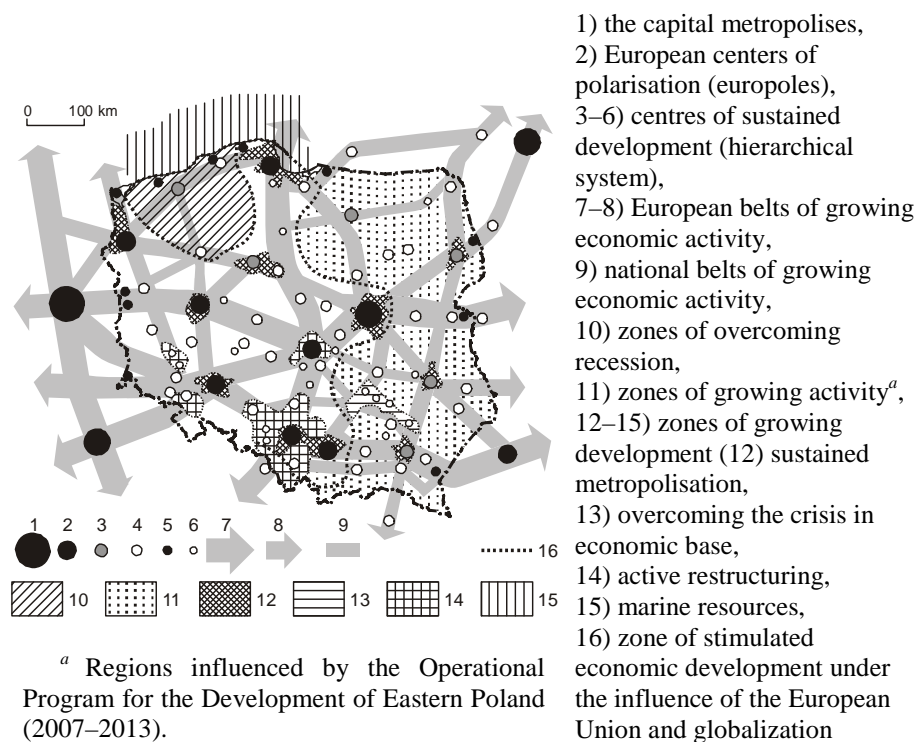 0 100 km
1 2 3 4 5 6 7 8 9 16
10 11 12 13 14 15
a Regions influenced by the Operational
Program for the Development of Eastern Poland
(2007–2013).
1) the capital metropolises,
2) European centers of
polarisation (europoles),
3–6) centres of sustained
development (hierarchical
system),
7–8) European belts of growing
economic activity,
9) national belts of growing
economic activity,
10) zones of overcoming
recession,
11) zones of growing activitya,
12–15) zones of growing
development (12) sustained
metropolisation,
13) overcoming the crisis in
economic base,
14) active restructuring,
15) marine resources,
16) zone of stimulated
economic development under
the influence of the European
Union and globalization